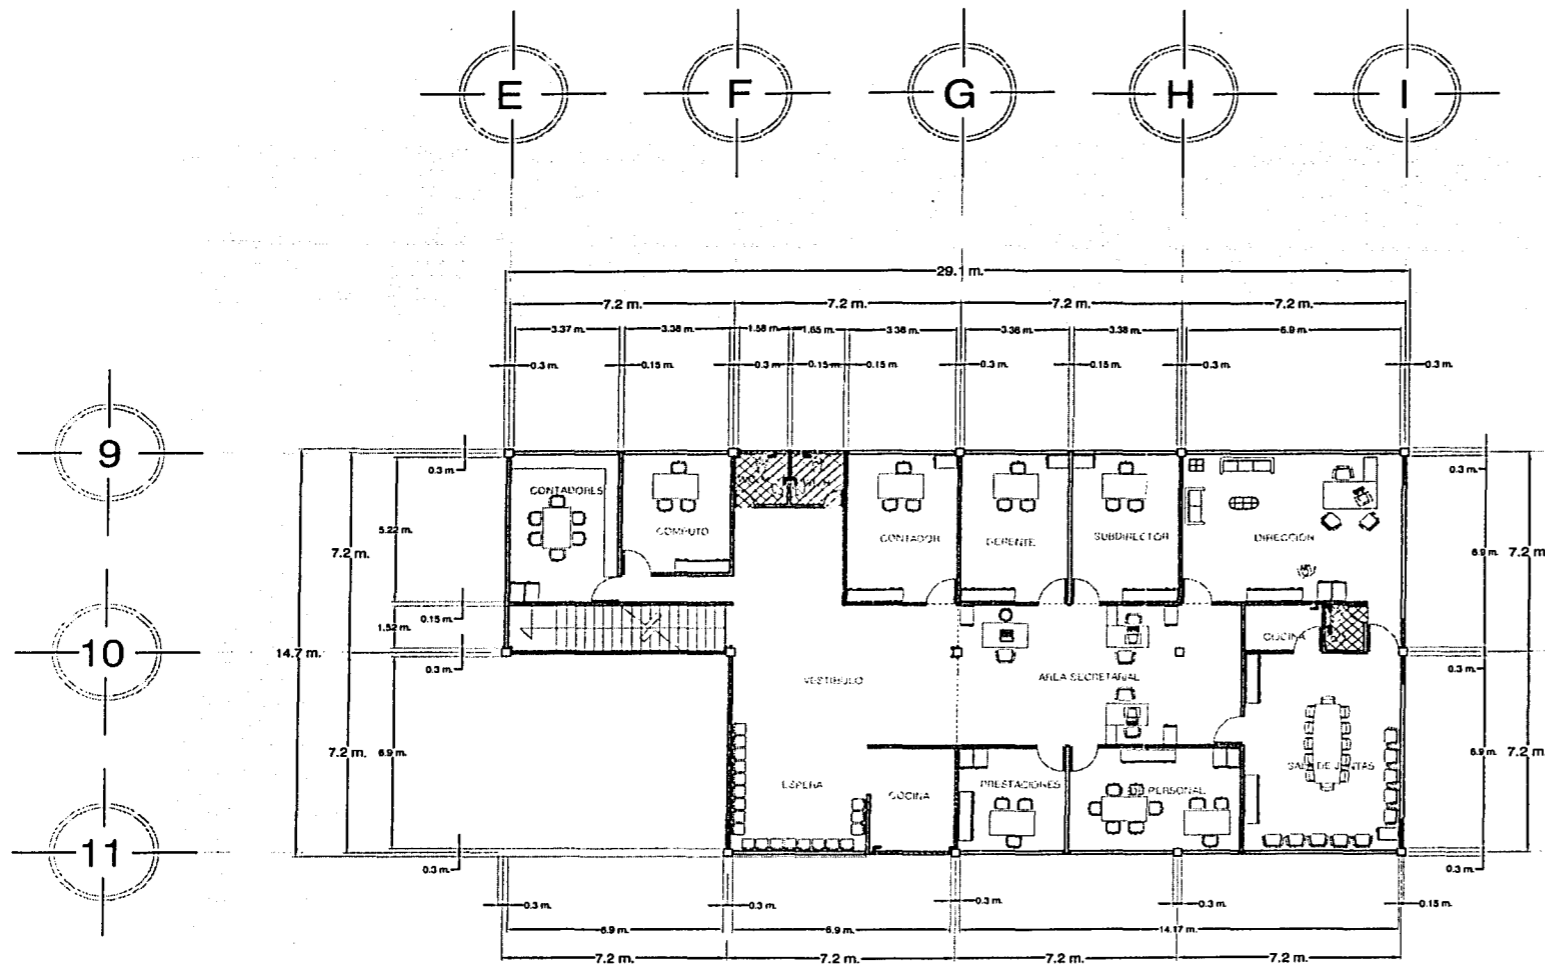 E F G H I
29.1 m.
7.2 m. 7.2 m. 7.2 m. 7.2 m.
3.37 m. 3.38 m. 1.58 m. 1.65 m. 3.38 m. 3.38 m. 3.38 m. 6.9 m.
0.3 m. 0.15 m. 0.3 m. 0.15 m. 0.15 m. 0.3 m. 0.15 m. 0.3 m. 0.3 m.
9
0.3 m. 0.3 m.
CONTADORES
COMPUTO
CONTADOR
GERENTE
SUBDIRECTOR
DIRECCION
5.22 m.
7.2 m. 6.9 m. 7.2 m
0.15 m.
1.52 m.
COCINA
10
14.7 m.
0.3 m. 0.3 m.
VESTIBULO
AREA SECRETARIAL
7.2 m. 6.9 m. 6.9 m. 7.2 m
SALA DE JUNTAS
ESPERA
COCINA
PRESTACIONES
PERSONAL
11
0.3 m. 0.3 m.
0.3 m. 0.3 m. 0.3 m. 0.3 m. 0.15 m.
6.9 m. 6.9 m. 14.17 m.
7.2 m. 7.2 m. 7.2 m. 7.2 m.